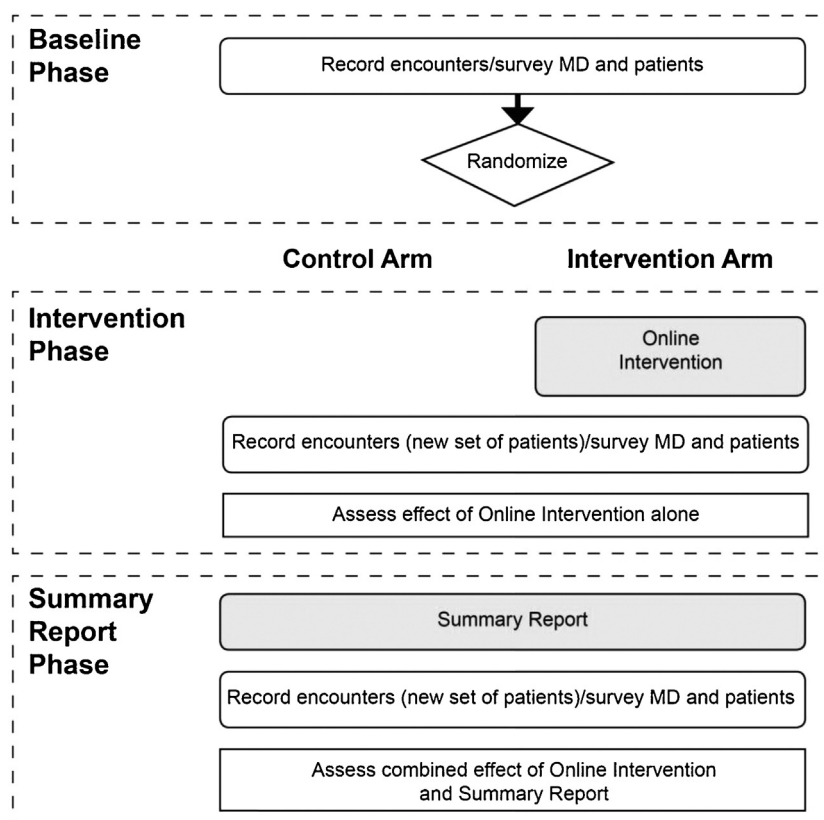 Baseline
Phase
Record encounters/survey MD and patients
Randomize
Control Arm
Intervention Arm
Intervention
Phase
Online
Intervention
Record encounters (new set of patients)/survey MD and patients
Assess effect of Online Intervention alone
Summary
Report
Phase
Summary Report
Record encounters (new set of patients)/survey MD and patients
Assess combined effect of Online Intervention
and Summary Report